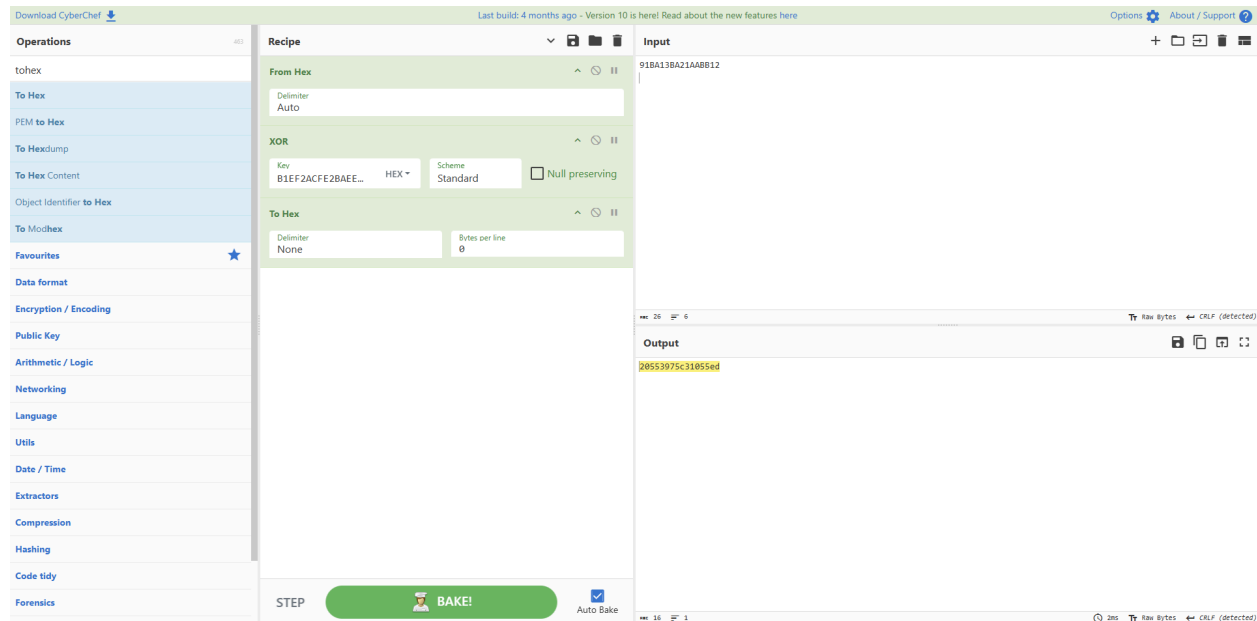 Download CyberChef
Last build: 4 months ago - Version 10 is here! Read about the new features here
Options
About / Support
Operations
463
tohex
To Hex
PEM to Hex
To Hexdump
To Hex Content
Object Identifier to Hex
To Modhex
Favourites
Data format
Encryption / Encoding
Public Key
Arithmetic / Logic
Networking
Language
Utils
Date / Time
Extractors
Compression
Hashing
Code tidy
Forensics
Recipe
From Hex
Delimiter
Auto
XOR
Key
B1EF2ACFE2BAEE...
HEX
Scheme
Standard
Null preserving
To Hex
Delimiter
None
Bytes per line
0
STEP
BAKE!
Auto Bake
Input
91BA13BA21AABB12
26 6
Raw Bytes
CRLF (detected)
Output
20553975c31055ed
16 1
2ms
Raw Bytes
CRLF (detected)